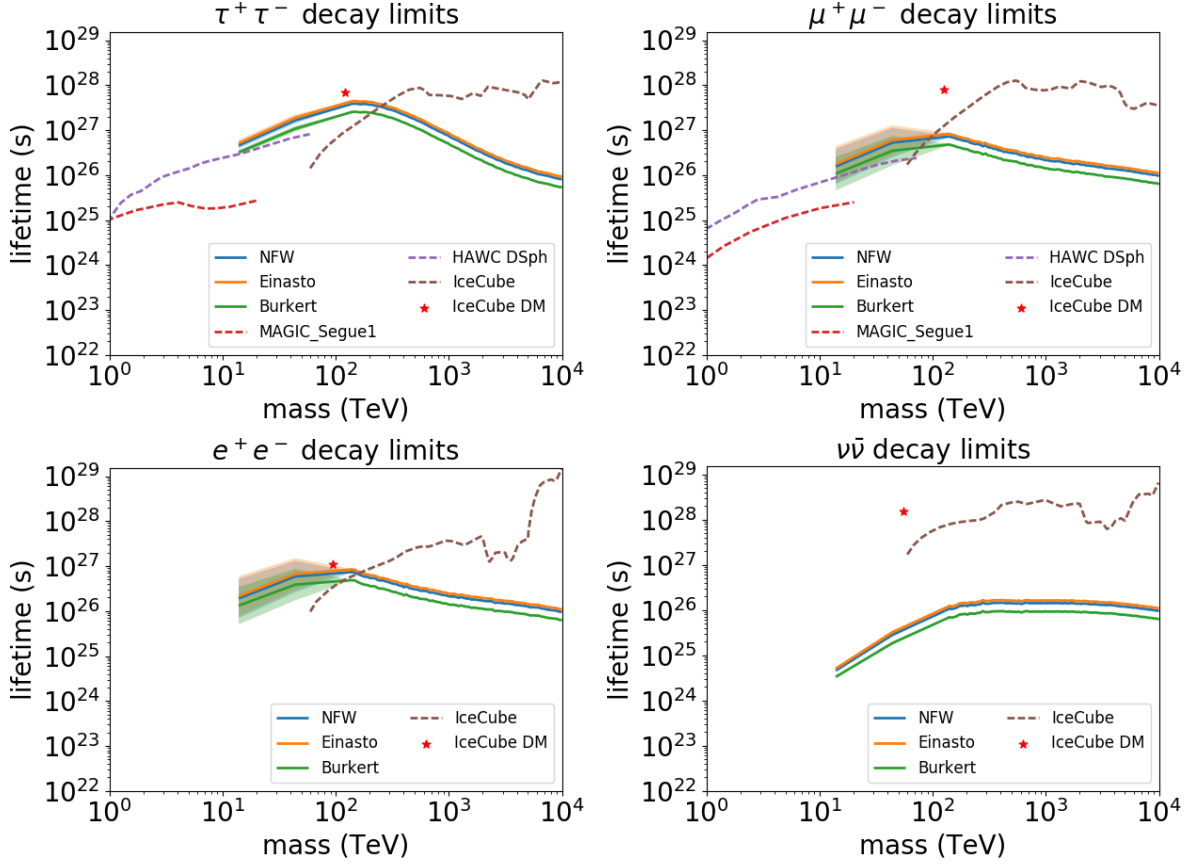 τ⁺τ⁻ decay limits
10²⁹
10²⁸
10²⁷
10²⁶
10²⁵
10²⁴
10²³
10²²
lifetime (s)
NFW
Einasto
Burkert
MAGIC_Segue1
HAWC DSph
IceCube
IceCube DM
10⁰ 10¹ 10² 10³ 10⁴
mass (TeV)
μ⁺μ⁻ decay limits
10²⁹
10²⁸
10²⁷
10²⁶
10²⁵
10²⁴
10²³
10²²
lifetime (s)
NFW
Einasto
Burkert
MAGIC_Segue1
HAWC DSph
IceCube
IceCube DM
10⁰ 10¹ 10² 10³ 10⁴
mass (TeV)
e⁺e⁻ decay limits
10²⁹
10²⁸
10²⁷
10²⁶
10²⁵
10²⁴
10²³
10²²
lifetime (s)
NFW
Einasto
Burkert
IceCube
IceCube DM
10⁰ 10¹ 10² 10³ 10⁴
mass (TeV)
νν̄ decay limits
10²⁹
10²⁸
10²⁷
10²⁶
10²⁵
10²⁴
10²³
10²²
lifetime (s)
NFW
Einasto
Burkert
IceCube
IceCube DM
10⁰ 10¹ 10² 10³ 10⁴
mass (TeV)